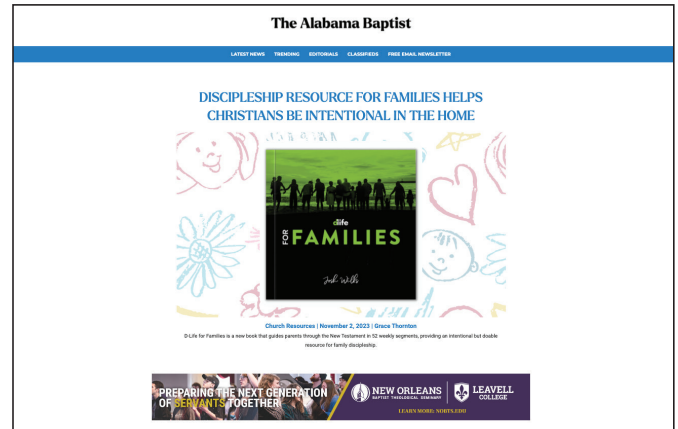 The Alabama Baptist
LATEST NEWS TRENDING EDITORIALS CLASSIFIEDS FREE EMAIL NEWSLETTER
DISCIPLESHIP RESOURCE FOR FAMILIES HELPS
CHRISTIANS BE INTENTIONAL IN THE HOME
dlife
FOR FAMILIES
Josh Wilks
Church Resources | November 2, 2023 | Grace Thornton
D-Life for Families is a new book that guides parents through the New Testament in 52 weekly segments, providing an intentional but doable
resource for family discipleship.
PREPARING THE NEXT GENERATION
OF SERVANTS TOGETHER
NEW ORLEANS
BAPTIST THEOLOGICAL SEMINARY
LEAVELL
COLLEGE
LEARN MORE: NOBTS.EDU